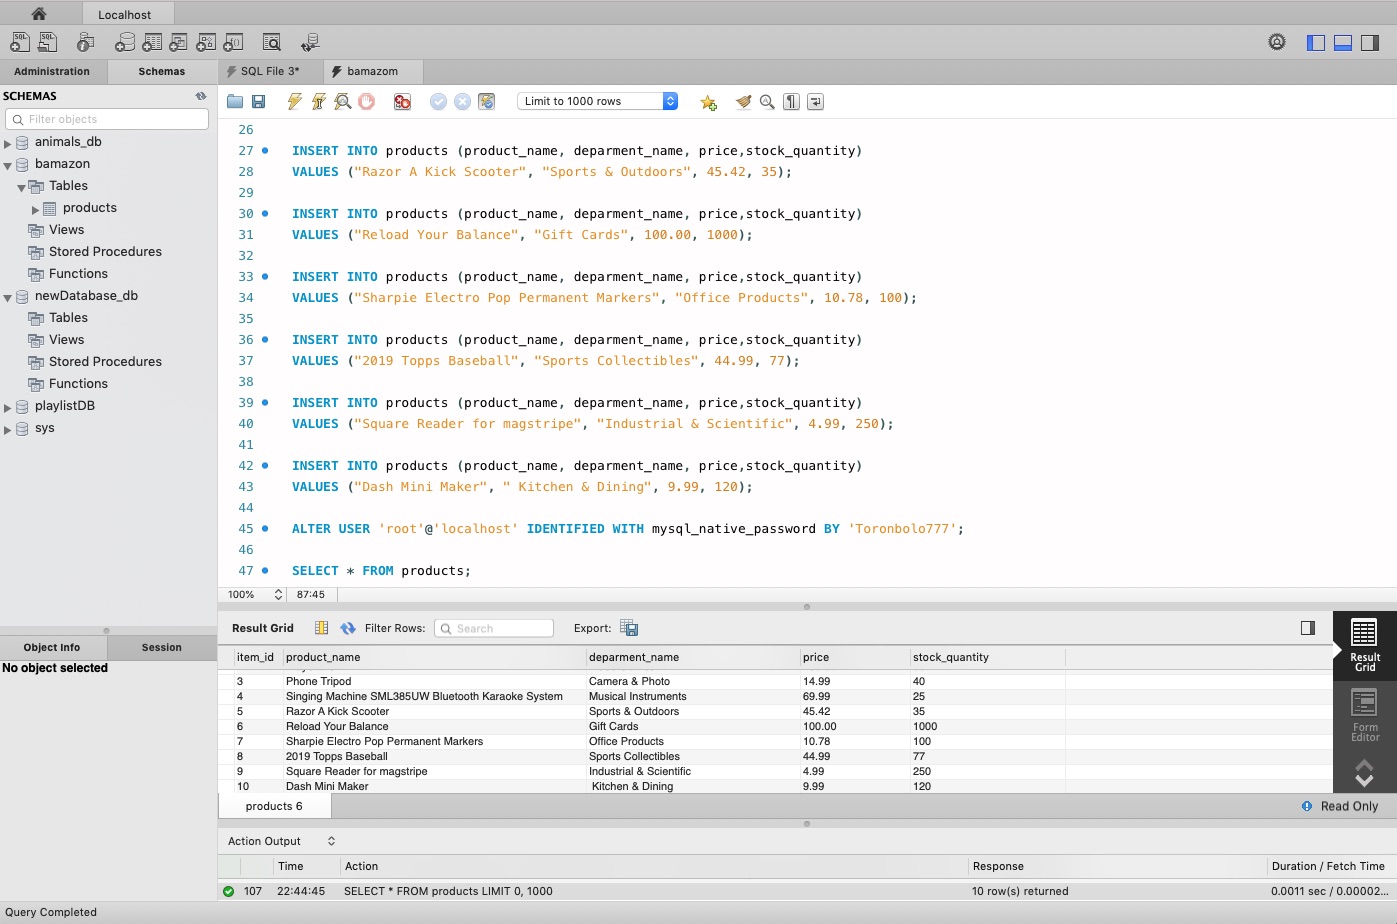 Localhost
Administration
Schemas
SQL File 3*
bamazom
SCHEMAS
Filter objects
Limit to 1000 rows
animals_db
bamazon
Tables
products
Views
Stored Procedures
Functions
newDatabase_db
Tables
Views
Stored Procedures
Functions
playlistDB
sys
26
27 INSERT INTO products (product_name, deparment_name, price,stock_quantity)
28 VALUES ("Razor A Kick Scooter", "Sports & Outdoors", 45.42, 35);
29
30 INSERT INTO products (product_name, deparment_name, price,stock_quantity)
31 VALUES ("Reload Your Balance", "Gift Cards", 100.00, 1000);
32
33 INSERT INTO products (product_name, deparment_name, price,stock_quantity)
34 VALUES ("Sharpie Electro Pop Permanent Markers", "Office Products", 10.78, 100);
35
36 INSERT INTO products (product_name, deparment_name, price,stock_quantity)
37 VALUES ("2019 Topps Baseball", "Sports Collectibles", 44.99, 77);
38
39 INSERT INTO products (product_name, deparment_name, price,stock_quantity)
40 VALUES ("Square Reader for magstripe", "Industrial & Scientific", 4.99, 250);
41
42 INSERT INTO products (product_name, deparment_name, price,stock_quantity)
43 VALUES ("Dash Mini Maker", " Kitchen & Dining", 9.99, 120);
44
45 ALTER USER 'root'@'localhost' IDENTIFIED WITH mysql_native_password BY 'Toronbolo777';
46
47 SELECT * FROM products;
100% 87:45
Object Info
Session
No object selected
Result Grid
Filter Rows:
Search
Export:
item_id product_name deparment_name price stock_quantity
3 Phone Tripod Camera & Photo 14.99 40
4 Singing Machine SML385UW Bluetooth Karaoke System Musical Instruments 69.99 25
5 Razor A Kick Scooter Sports & Outdoors 45.42 35
6 Reload Your Balance Gift Cards 100.00 1000
7 Sharpie Electro Pop Permanent Markers Office Products 10.78 100
8 2019 Topps Baseball Sports Collectibles 44.99 77
9 Square Reader for magstripe Industrial & Scientific 4.99 250
10 Dash Mini Maker Kitchen & Dining 9.99 120
Result
Grid
Form
Editor
products 6
Read Only
Action Output
Time Action Response Duration / Fetch Time
107 22:44:45 SELECT * FROM products LIMIT 0, 1000 10 row(s) returned 0.0011 sec / 0.00002...
Query Completed